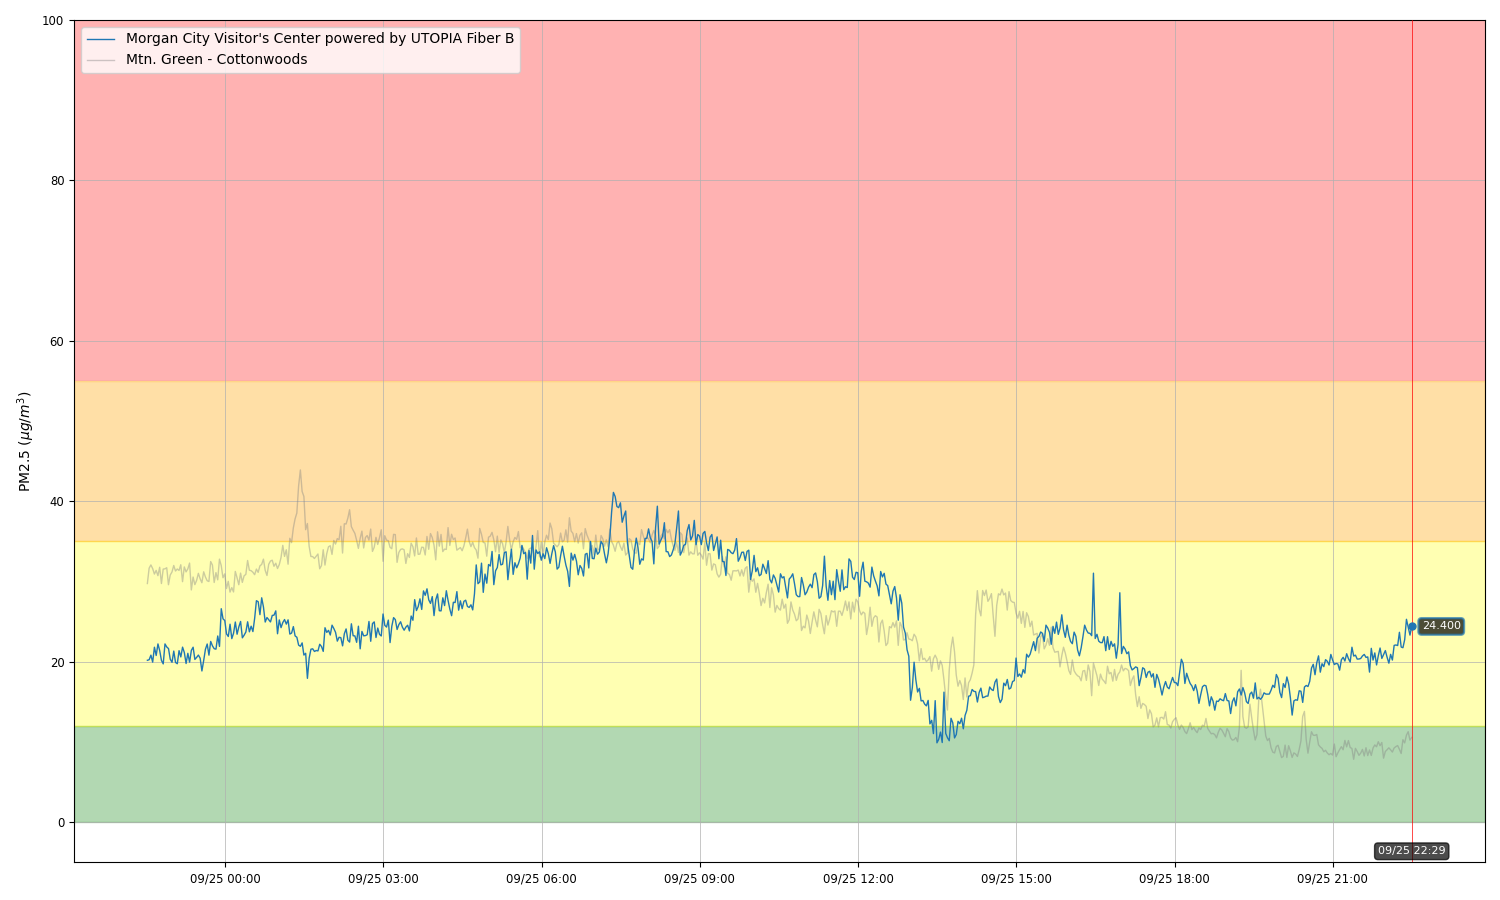 100
Morgan City Visitor's Center powered by UTOPIA Fiber B
Mtn. Green - Cottonwoods
80
60
PM2.5 (μg/m³)
40
20
24.400
0
09/25 22:29
09/25 00:00 09/25 03:00 09/25 06:00 09/25 09:00 09/25 12:00 09/25 15:00 09/25 18:00 09/25 21:00